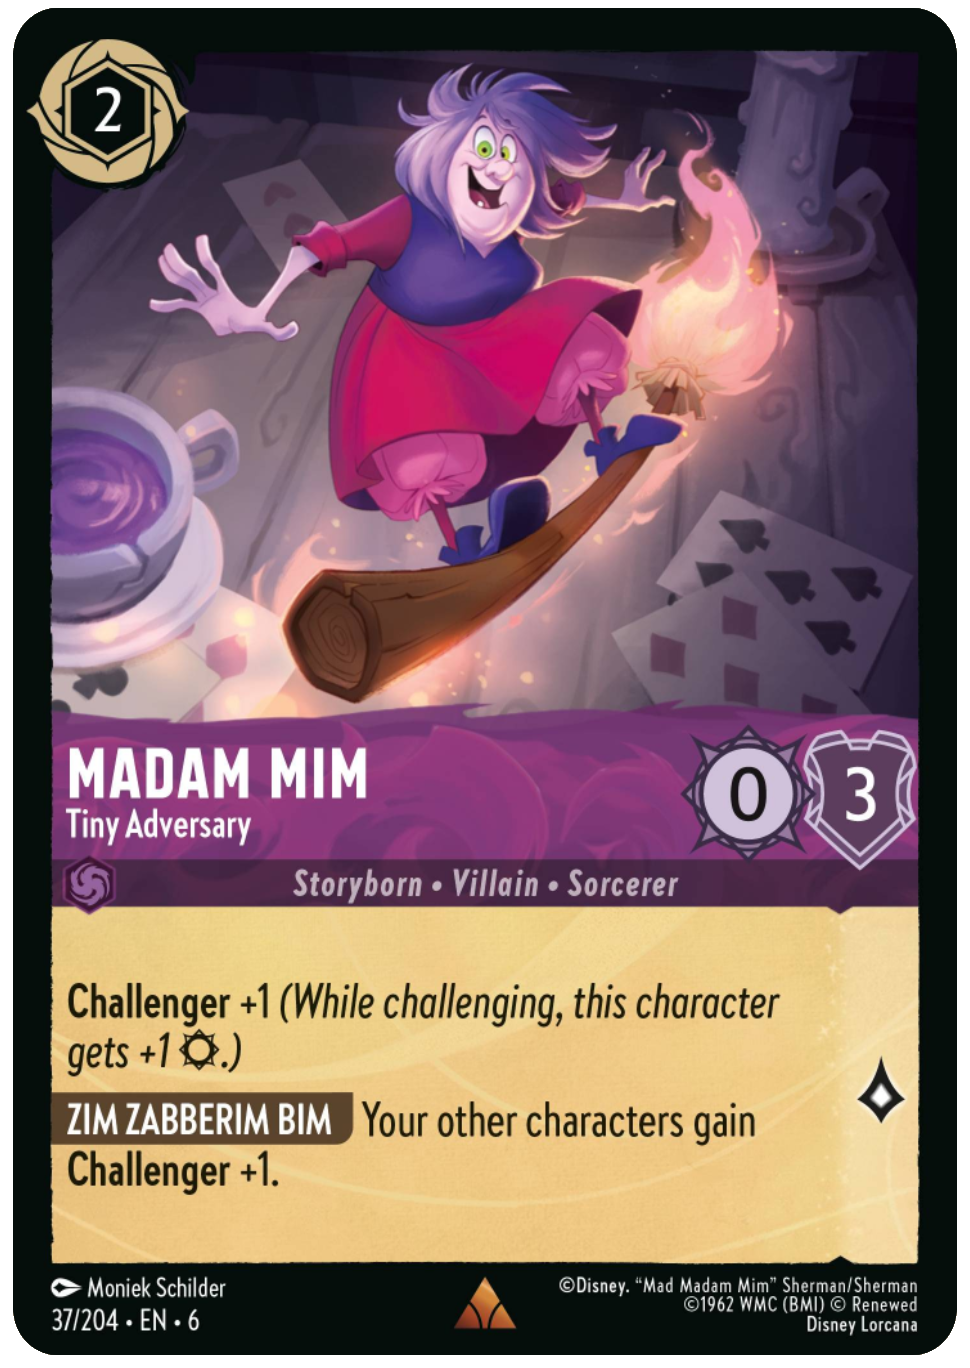 2
MADAM MIM
Tiny Adversary
0
3
Storyborn • Villain • Sorcerer
Challenger +1 (While challenging, this character
gets +1 .)
ZIM ZABBERIM BIM Your other characters gain
Challenger +1.
Moniek Schilder
37/204 • EN • 6
©Disney. “Mad Madam Mim” Sherman/Sherman
©1962 WMC (BMI) © Renewed
Disney Lorcana